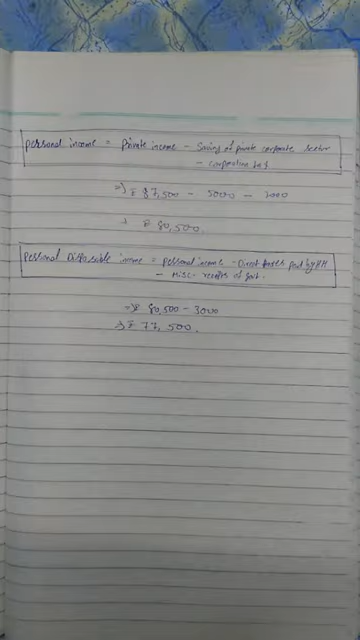 Personal income = Private income - Saving of private corporate sector
- corporation tax
=> ₹ 87,500 - 5000 - 2000
₹ 80,500.
Personal Disposable income = personal income - Direct taxes paid by HH
- Misc. receipts of govt.
=> ₹ 80,500 - 3000
=> ₹ 77,500.